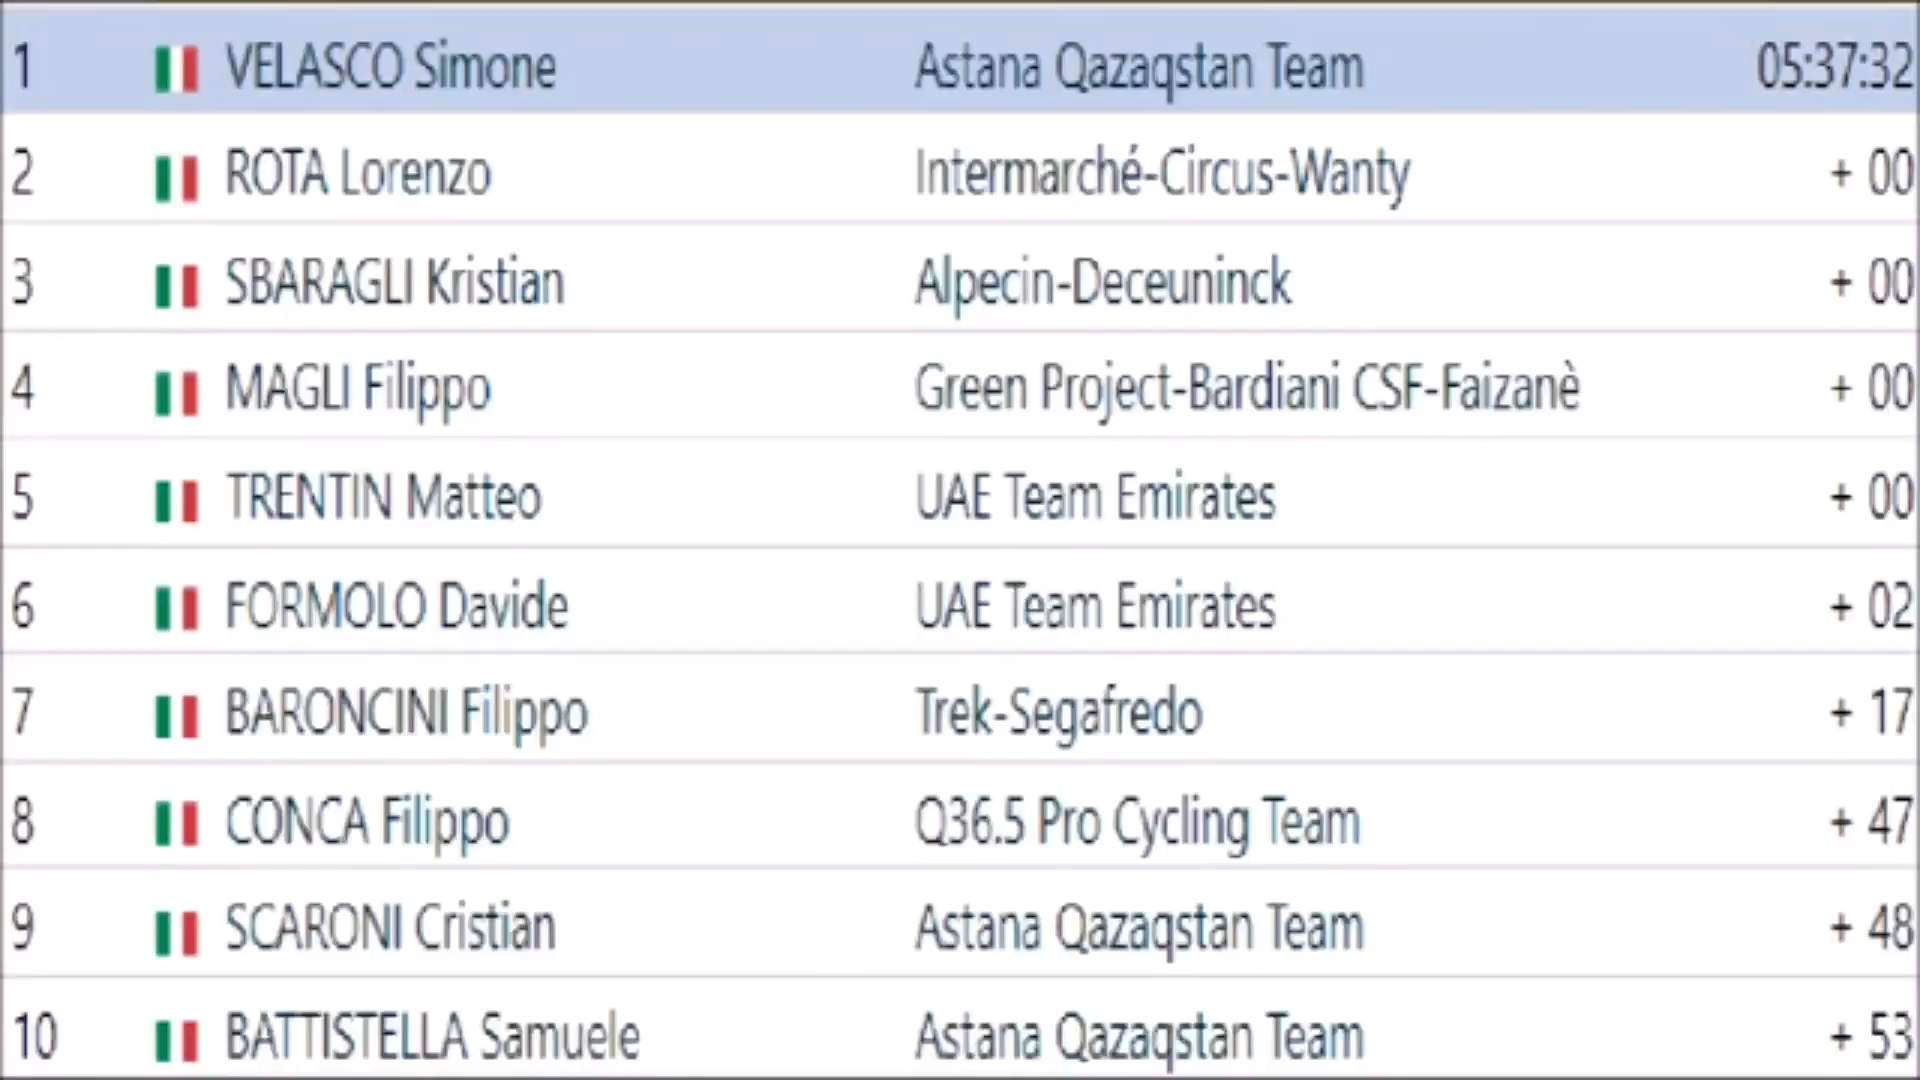 1 VELASCO Simone Astana Qazaqstan Team 05:37:32
2 ROTA Lorenzo Intermarché-Circus-Wanty + 00
3 SBARAGLI Kristian Alpecin-Deceuninck + 00
4 MAGLI Filippo Green Project-Bardiani CSF-Faizanè + 00
5 TRENTIN Matteo UAE Team Emirates + 00
6 FORMOLO Davide UAE Team Emirates + 02
7 BARONCINI Filippo Trek-Segafredo + 17
8 CONCA Filippo Q36.5 Pro Cycling Team + 47
9 SCARONI Cristian Astana Qazaqstan Team + 48
10 BATTISTELLA Samuele Astana Qazaqstan Team + 53